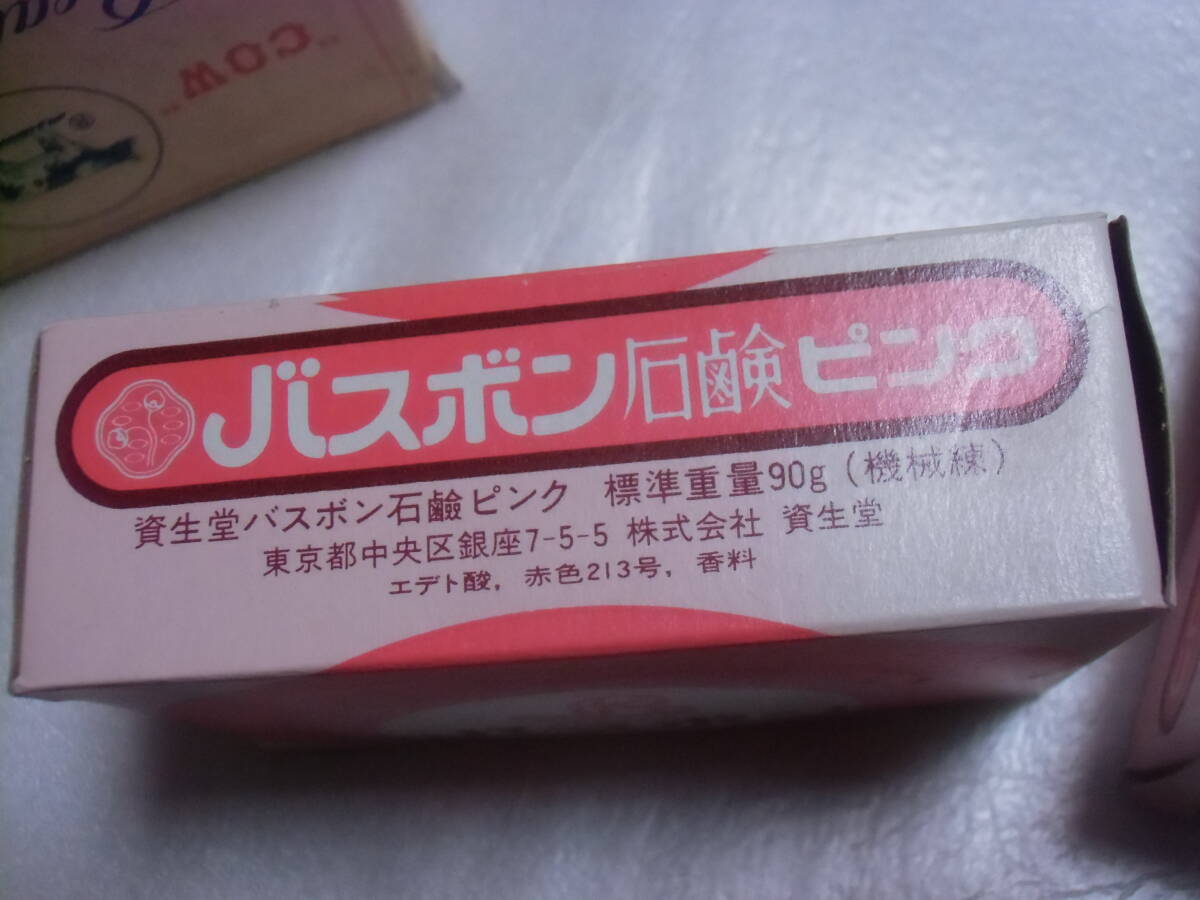 "COW"
®
バスボン石鹸ピンク
資生堂バスボン石鹸ピンク 標準重量90g(機械練)
東京都中央区銀座7-5-5 株式会社 資生堂
エデト酸, 赤色213号, 香料